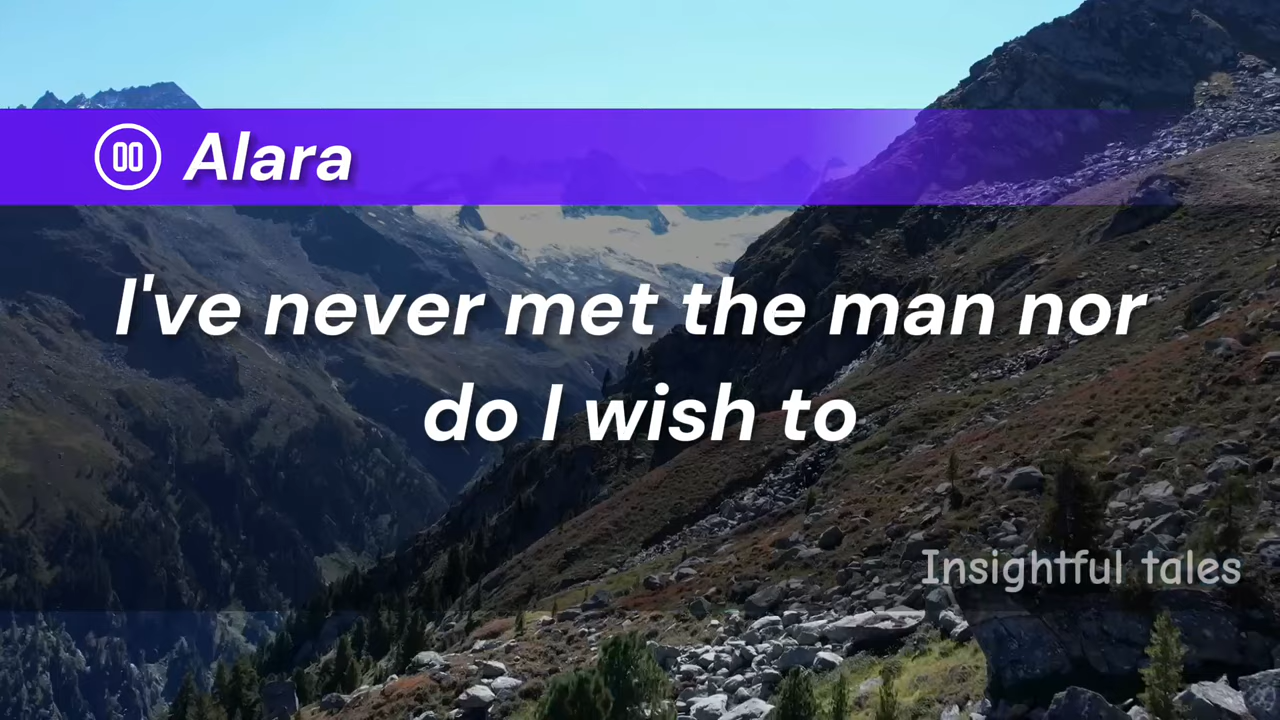 Alara
I've never met the man nor
do I wish to
Insightful tales